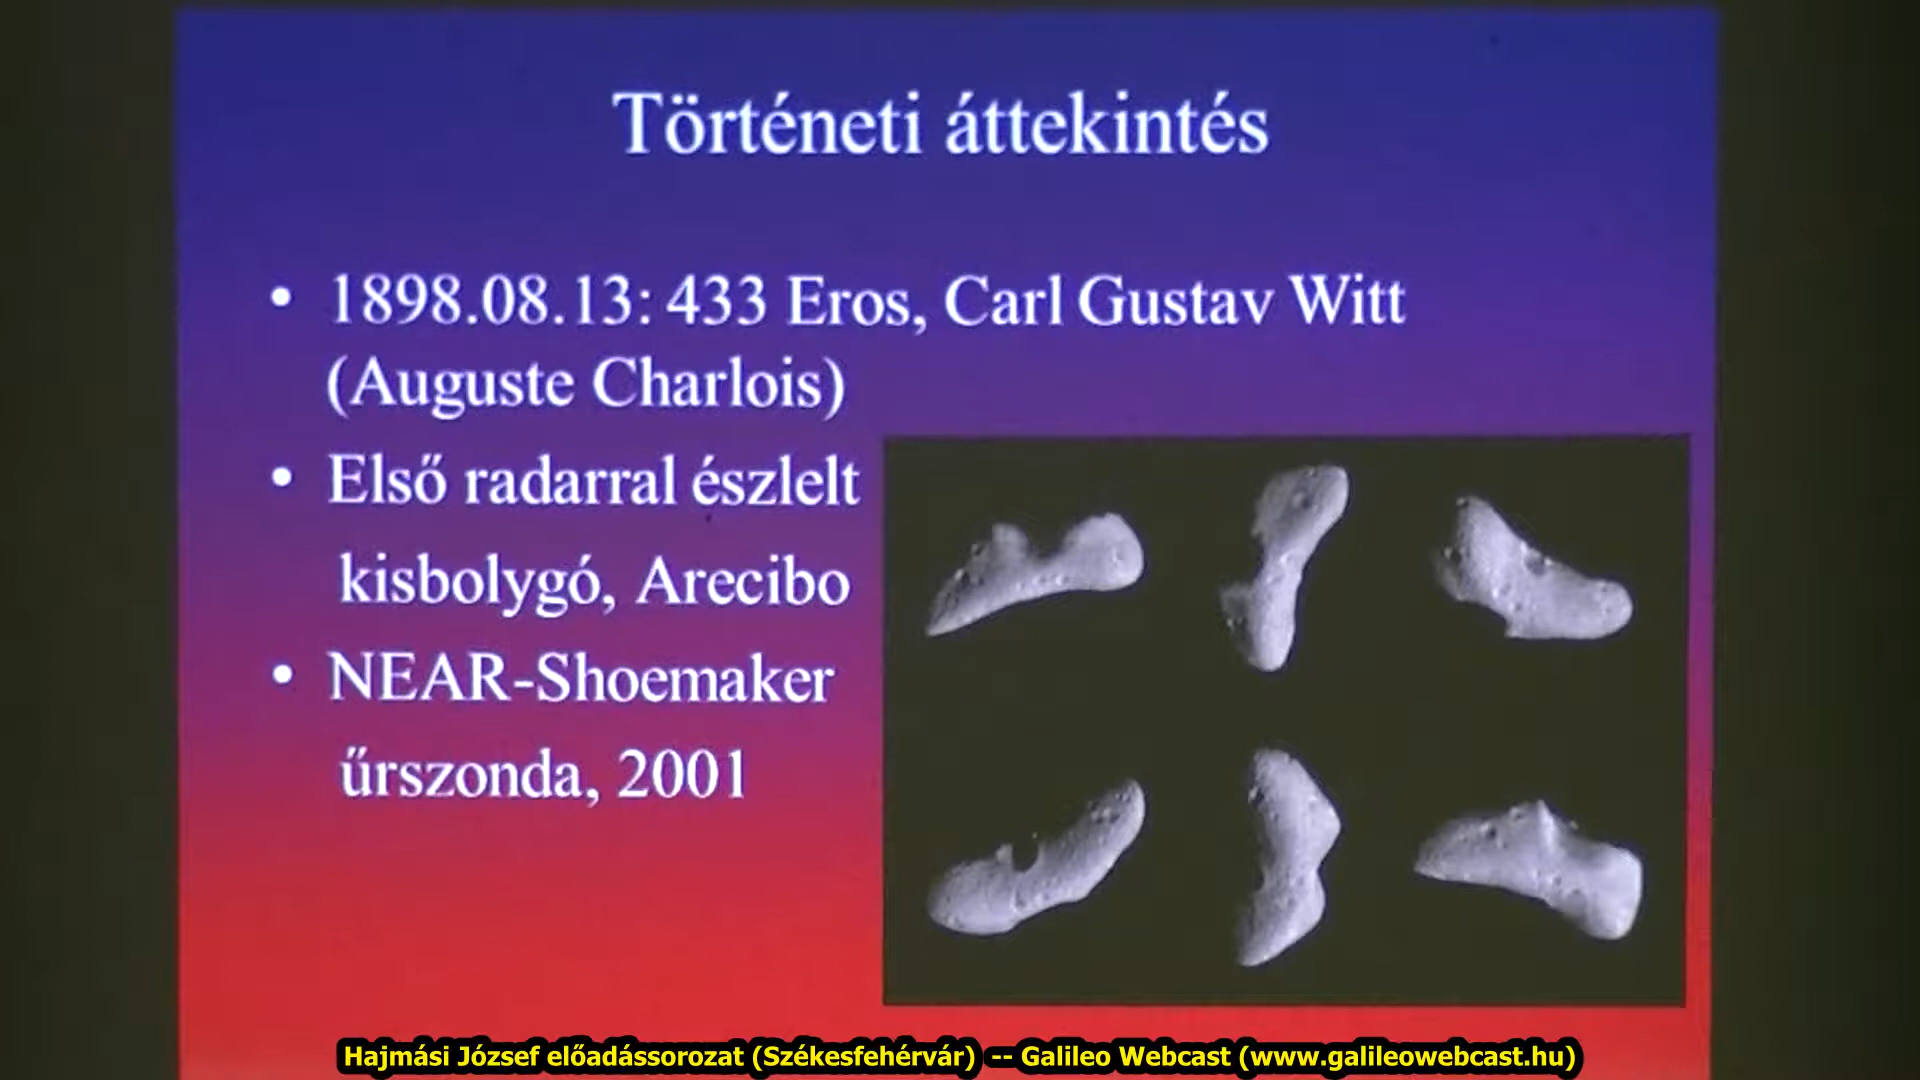 Történeti áttekintés
• 1898.08.13: 433 Eros, Carl Gustav Witt
(Auguste Charlois)
• Első radarral észlelt
kisbolygó, Arecibo
• NEAR-Shoemaker
űrszonda, 2001
Hajmási József előadássorozat (Székesfehérvár) -- Galileo Webcast (www.galileowebcast.hu)